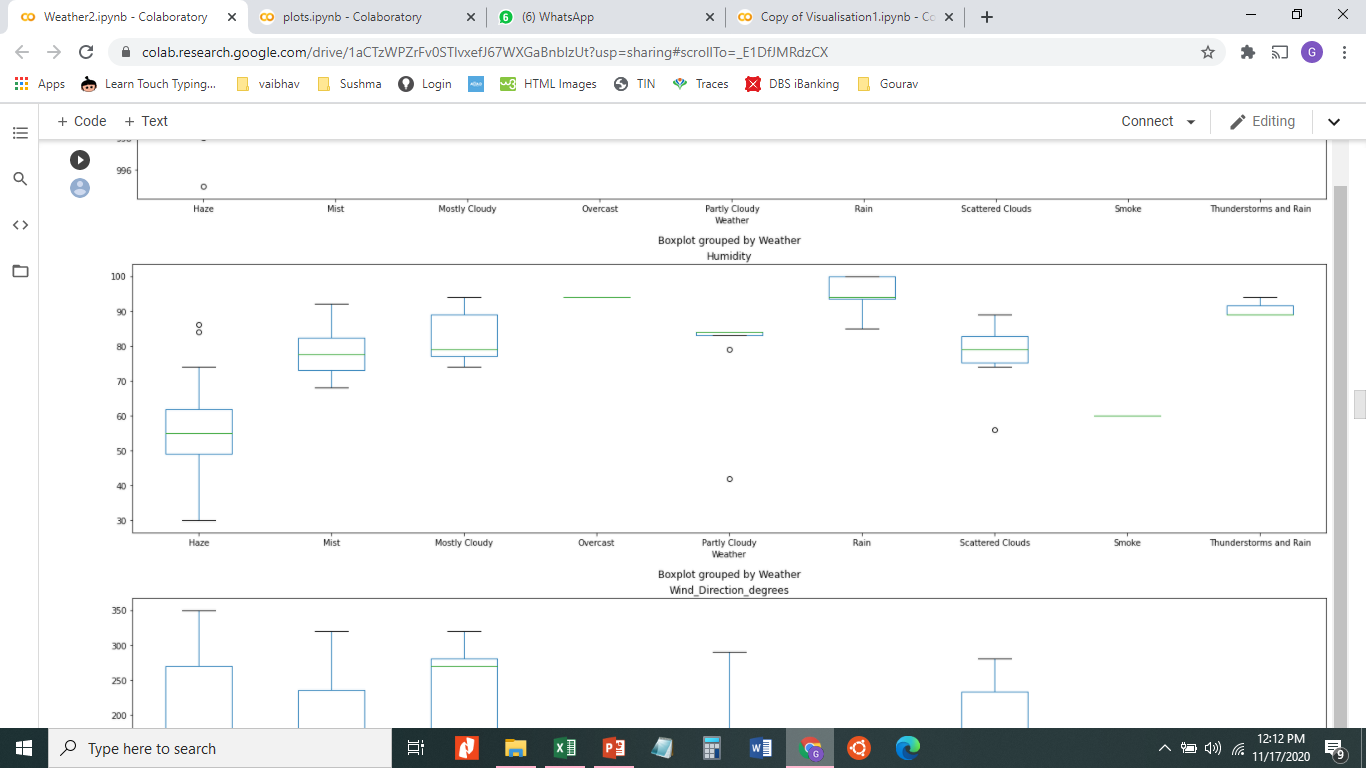 Weather2.ipynb - Colaboratory
plots.ipynb - Colaboratory
(6) WhatsApp
Copy of Visualisation1.ipynb - Co
colab.research.google.com/drive/1aCTzWPZrFv0STIvxefJ67WXGaBnbIzUt?usp=sharing#scrollTo=_E1DfJMRdzCX
G
Apps Learn Touch Typing... vaibhav Sushma Login HTML Images TIN Traces DBS iBanking Gourav
+ Code + Text
Connect
Editing
996
Haze Mist Mostly Cloudy Overcast Partly Cloudy Rain Scattered Clouds Smoke Thunderstorms and Rain
Weather
Boxplot grouped by Weather
Humidity
100
90
80
70
60
50
40
30
Haze Mist Mostly Cloudy Overcast Partly Cloudy Rain Scattered Clouds Smoke Thunderstorms and Rain
Weather
Boxplot grouped by Weather
Wind_Direction_degrees
350
300
250
200
Type here to search
12:12 PM
11/17/2020
9